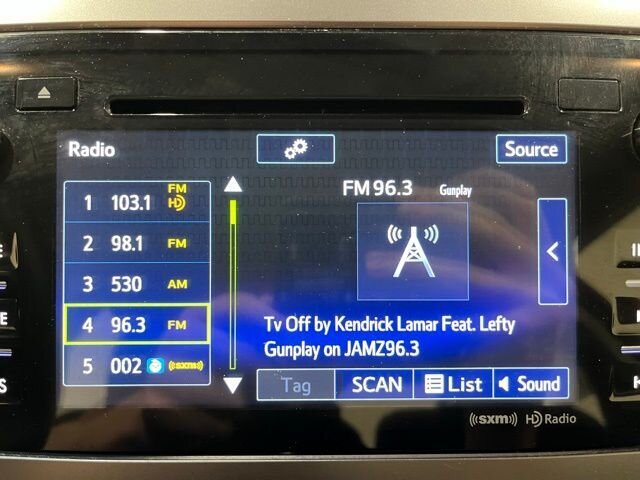 Radio
Source
1 103.1 FM HD
2 98.1 FM
3 530 AM
4 96.3 FM
5 002 ((sxm))
FM 96.3 Gunplay
Tv Off by Kendrick Lamar Feat. Lefty
Gunplay on JAMZ96.3
Tag SCAN List Sound
((sxm)) HD Radio